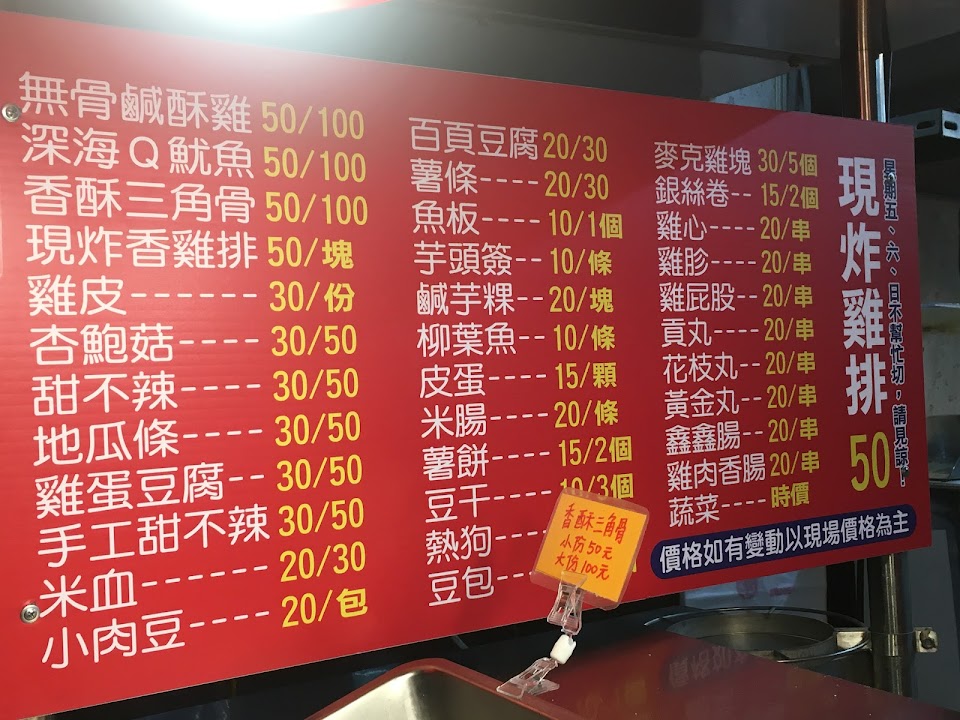 無骨鹹酥雞 50/100
深海Q魷魚 50/100
香酥三角骨 50/100
現炸香雞排 50/塊
雞皮------ 30/份
杏鮑菇---- 30/50
甜不辣---- 30/50
地瓜條---- 30/50
雞蛋豆腐-- 30/50
手工甜不辣 30/50
米血------ 20/30
小肉豆---- 20/包
百頁豆腐 20/30
薯條---- 20/30
魚板---- 10/1個
芋頭簽-- 10/條
鹹芋粿-- 20/塊
柳葉魚-- 10/條
皮蛋---- 15/顆
米腸---- 20/條
薯餅---- 15/2個
豆干---- 10/3個
熱狗----
豆包----
麥克雞塊 30/5個
銀絲卷-- 15/2個
雞心---- 20/串
雞胗---- 20/串
雞屁股-- 20/串
貢丸---- 20/串
花枝丸-- 20/串
黃金丸-- 20/串
鑫鑫腸-- 20/串
雞肉香腸 20/串
蔬菜---- 時價
現炸雞排 50
星期五、六、日不幫忙切，請見諒！
價格如有變動以現場價格為主
香酥三角骨
小份50元
大份100元